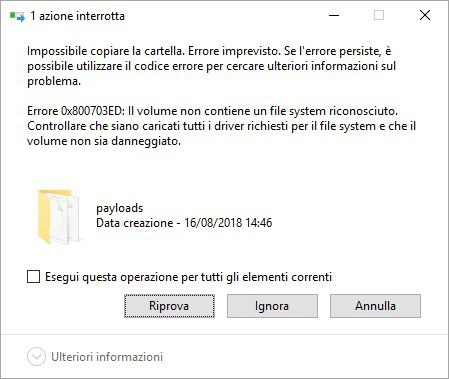 1 azione interrotta
Impossibile copiare la cartella. Errore imprevisto. Se l'errore persiste, è
possibile utilizzare il codice errore per cercare ulteriori informazioni sul
problema.
Errore 0x800703ED: Il volume non contiene un file system riconosciuto.
Controllare che siano caricati tutti i driver richiesti per il file system e che il
volume non sia danneggiato.
payloads
Data creazione - 16/08/2018 14:46
Esegui questa operazione per tutti gli elementi correnti
Riprova
Ignora
Annulla
Ulteriori informazioni